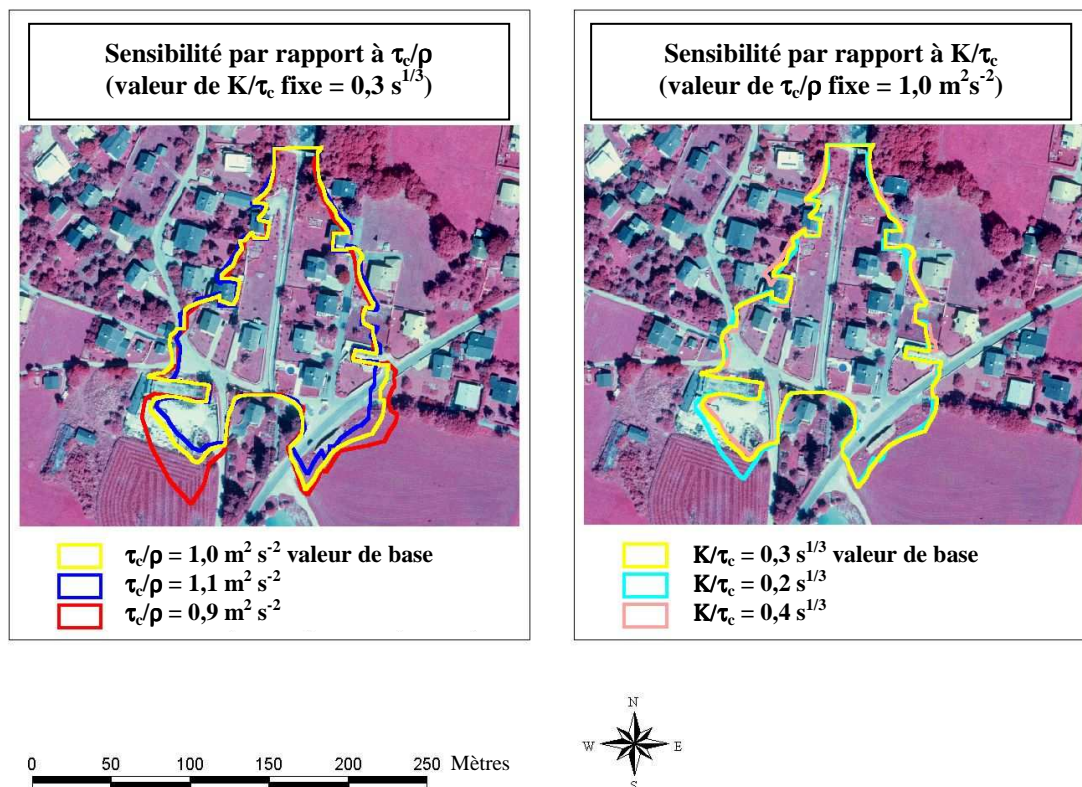 Sensibilité par rapport à τc/ρ
(valeur de K/τc fixe = 0,3 s1/3)
τc/ρ = 1,0 m2 s-2 valeur de base
τc/ρ = 1,1 m2 s-2
τc/ρ = 0,9 m2 s-2
Sensibilité par rapport à K/τc
(valeur de τc/ρ fixe = 1,0 m2s-2)
K/τc = 0,3 s1/3 valeur de base
K/τc = 0,2 s1/3
K/τc = 0,4 s1/3
0 50 100 150 200 250 Mètres
N
W E
S